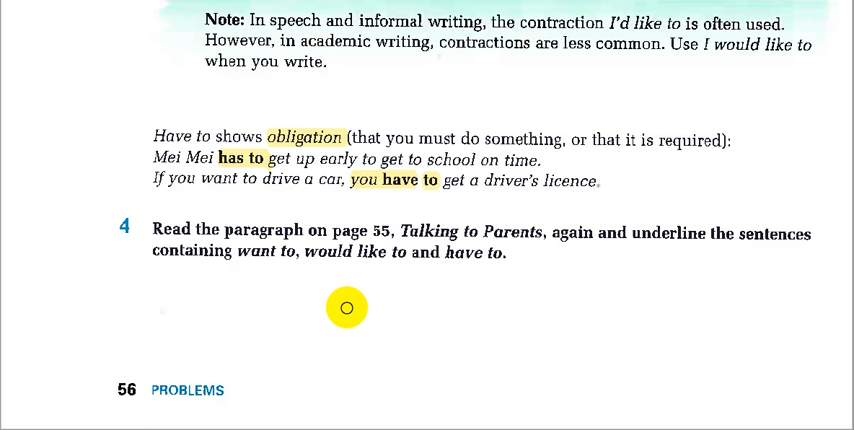 Note: In speech and informal writing, the contraction I'd like to is often used.
However, in academic writing, contractions are less common. Use I would like to
when you write.
Have to shows obligation (that you must do something, or that it is required):
Mei Mei has to get up early to get to school on time.
If you want to drive a car, you have to get a driver's licence.
4 Read the paragraph on page 55, Talking to Parents, again and underline the sentences
containing want to, would like to and have to.
56 PROBLEMS